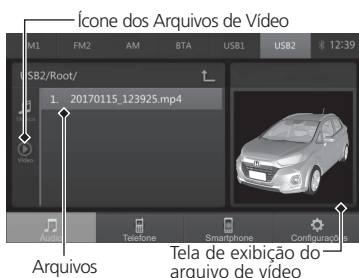 Ícone dos Arquivos de Vídeo
FM1 FM2 AM BTA USB1 USB2 12:39
USB2/Root/
1. 20170115_123925.mp4
Música
Vídeo
Áudio Telefone Smartphone Configurações
Arquivos
Tela de exibição do
arquivo de vídeo